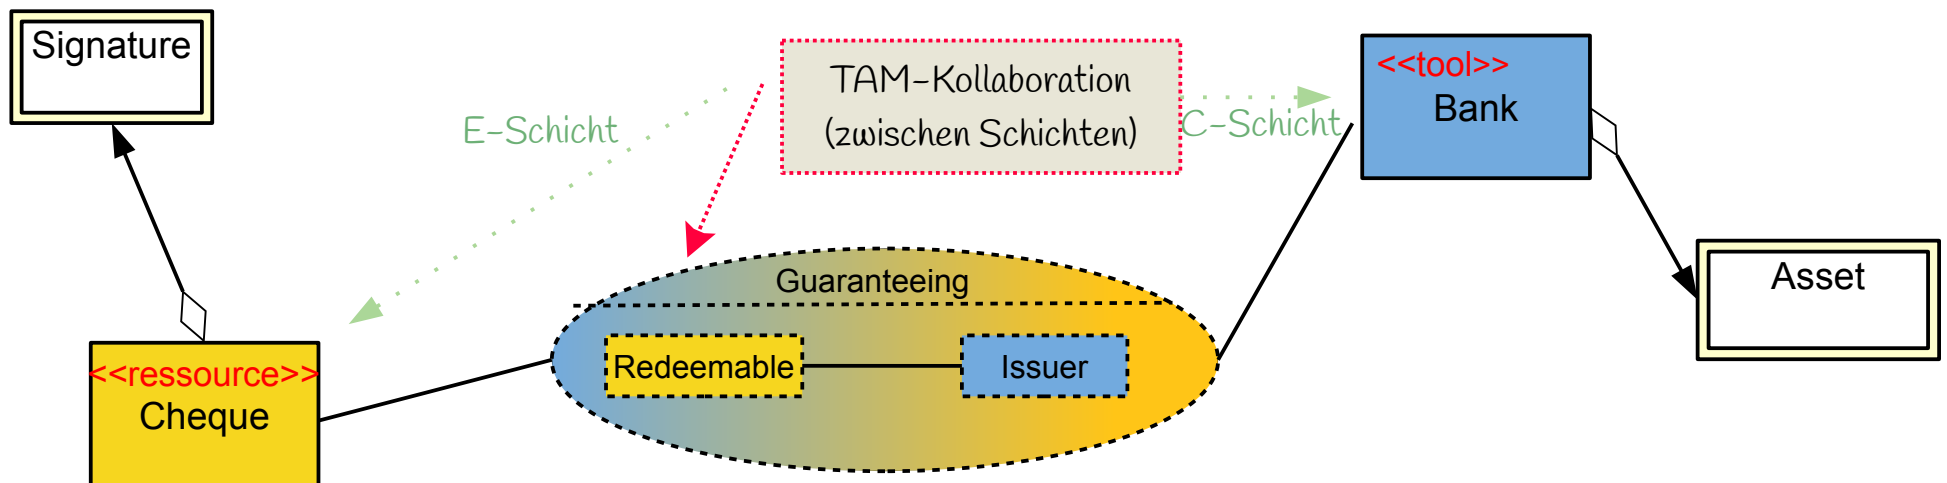 Signature
TAM-Kollaboration
(zwischen Schichten)
<<tool>>
Bank
E-Schicht
C-Schicht
Guaranteeing
Asset
Redeemable
Issuer
<<ressource>>
Cheque